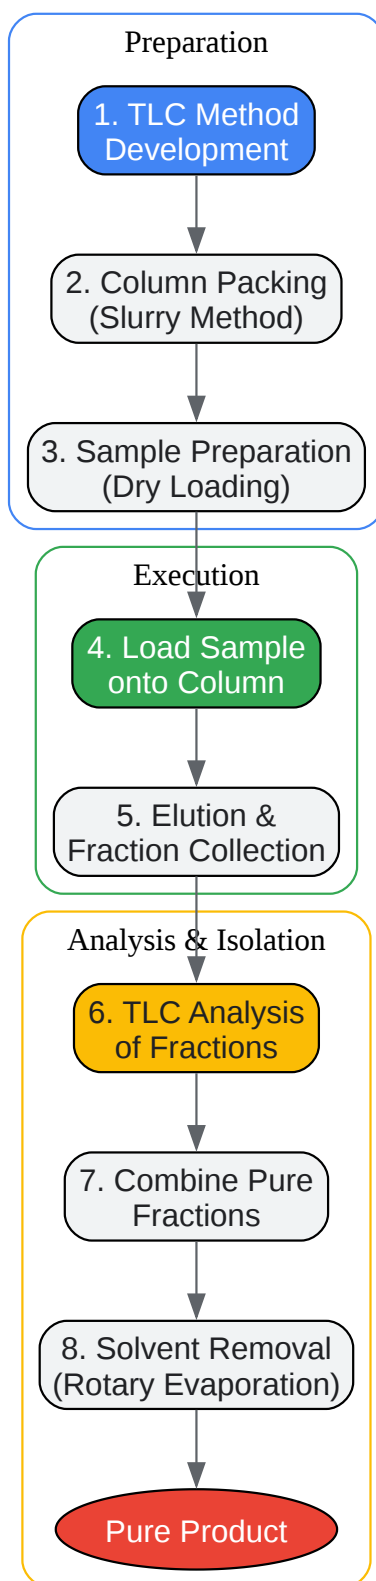 Preparation
1. TLC Method
Development
2. Column Packing
(Slurry Method)
3. Sample Preparation
(Dry Loading)
Execution
4. Load Sample
onto Column
5. Elution &
Fraction Collection
Analysis & Isolation
6. TLC Analysis
of Fractions
7. Combine Pure
Fractions
8. Solvent Removal
(Rotary Evaporation)
Pure Product